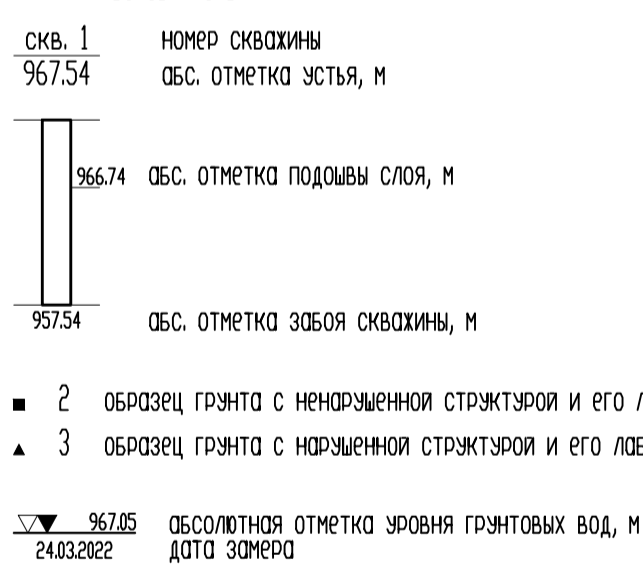 скв. 1 номер скважины
967.54 абс. отметка устья, м
966.74 абс. отметка подошвы слоя, м
957.54 абс. отметка забоя скважины, м
2 образец грунта с ненарушенной структурой и его
3 образец грунта с нарушенной структурой и его
967.05 абсолютная отметка уровня грунтовых вод, м
24.03.2022 дата замера